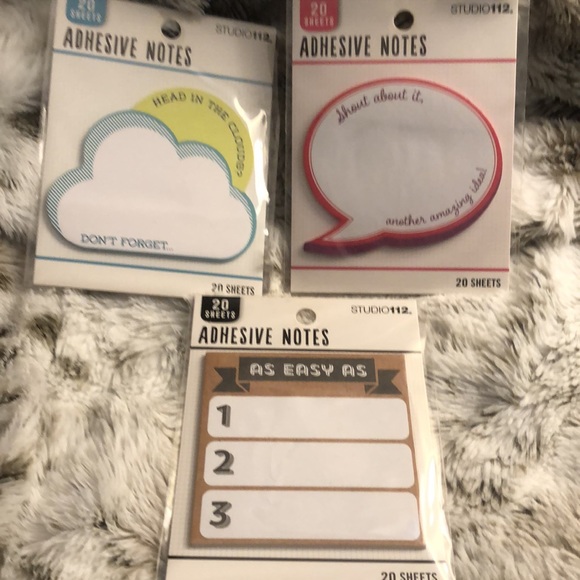 20
SHEETS
STUDIO112.
ADHESIVE NOTES
HEAD IN THE CLOUDS?
DON'T FORGET...
20 SHEETS
20
SHEETS
STUDIO112.
ADHESIVE NOTES
Shout about it,
another amazing idea!
20 SHEETS
20
SHEETS
STUDIO112.
ADHESIVE NOTES
AS EASY AS
1
2
3
20 SHEETS